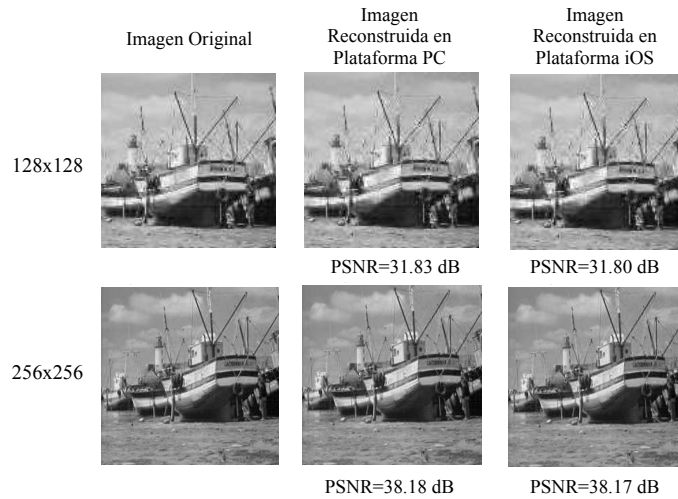 Imagen Original
Imagen
Reconstruida en
Plataforma PC
Imagen
Reconstruida en
Plataforma iOS
128x128
PSNR=31.83 dB
PSNR=31.80 dB
256x256
PSNR=38.18 dB
PSNR=38.17 dB